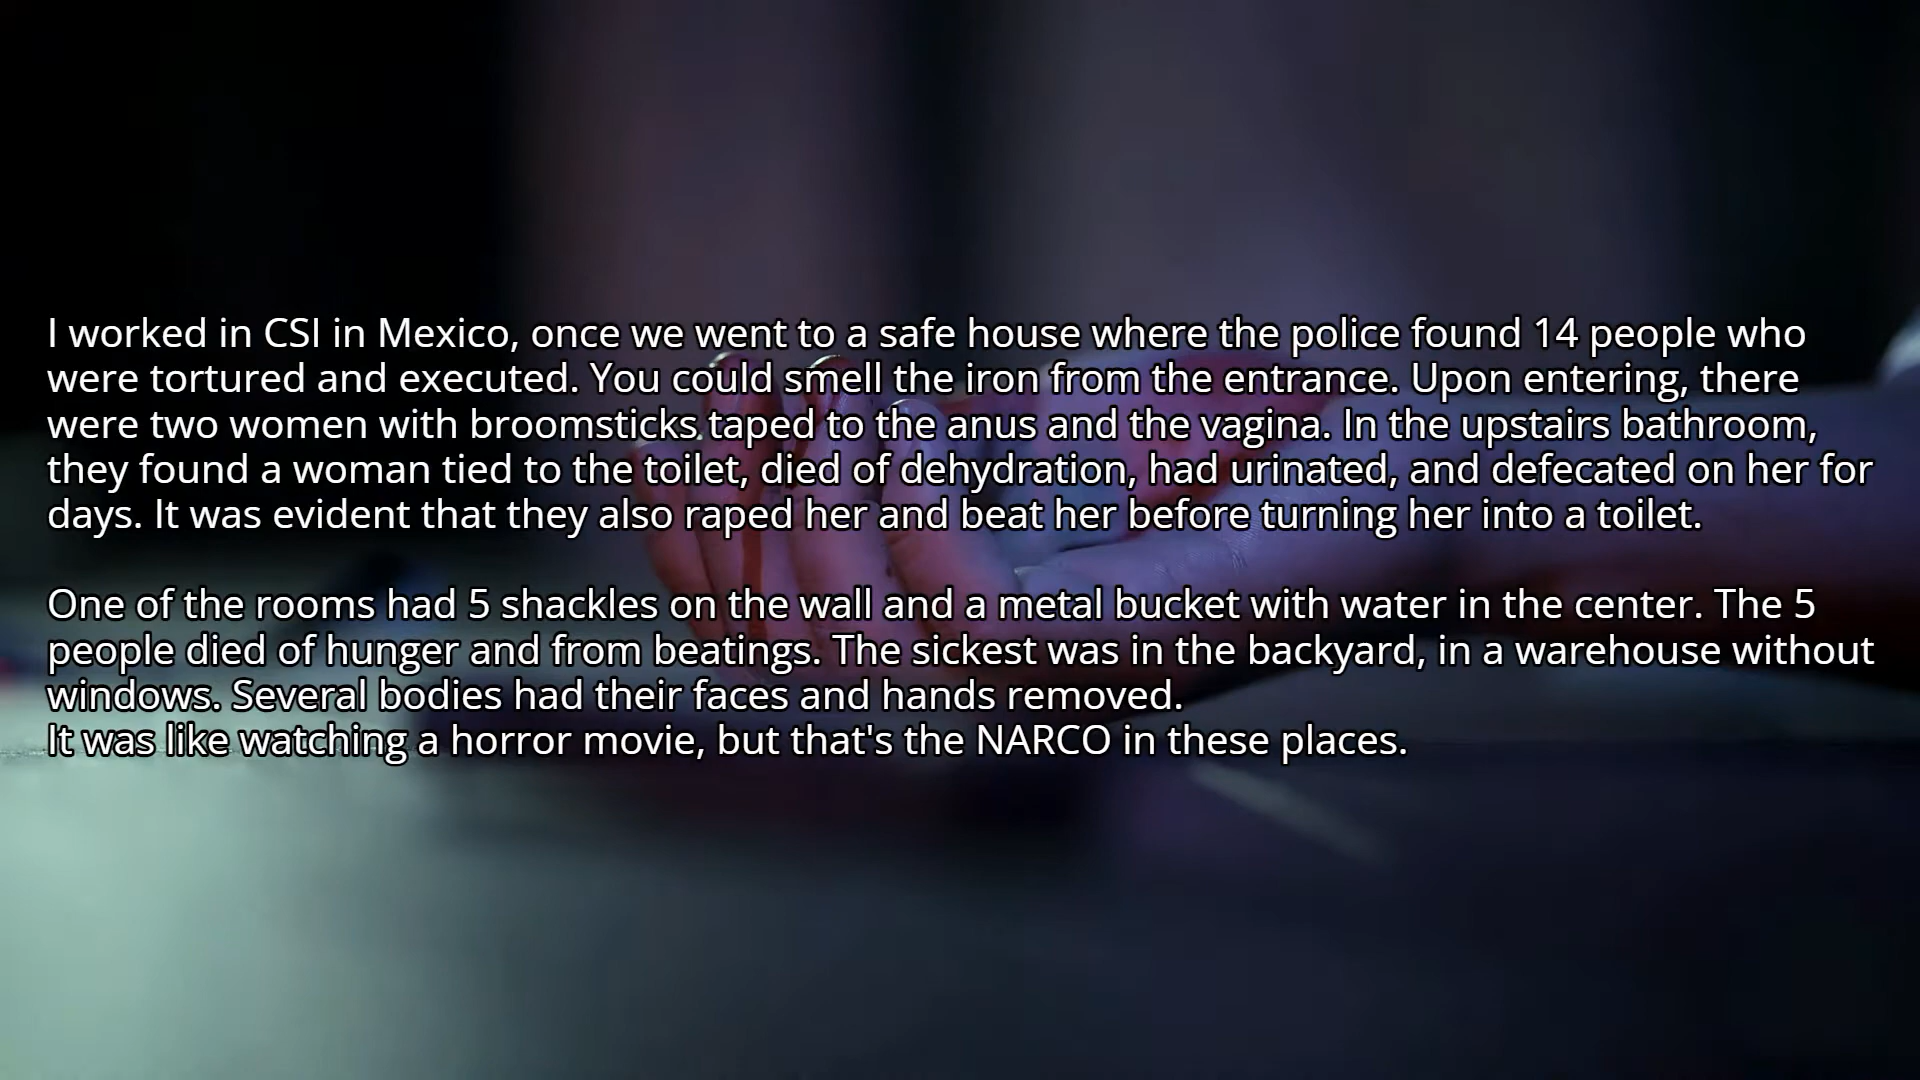 I worked in CSI in Mexico, once we went to a safe house where the police found 14 people who
were tortured and executed. You could smell the iron from the entrance. Upon entering, there
were two women with broomsticks taped to the anus and the vagina. In the upstairs bathroom,
they found a woman tied to the toilet, died of dehydration, had urinated, and defecated on her for
days. It was evident that they also raped her and beat her before turning her into a toilet.
One of the rooms had 5 shackles on the wall and a metal bucket with water in the center. The 5
people died of hunger and from beatings. The sickest was in the backyard, in a warehouse without
windows. Several bodies had their faces and hands removed.
It was like watching a horror movie, but that's the NARCO in these places.